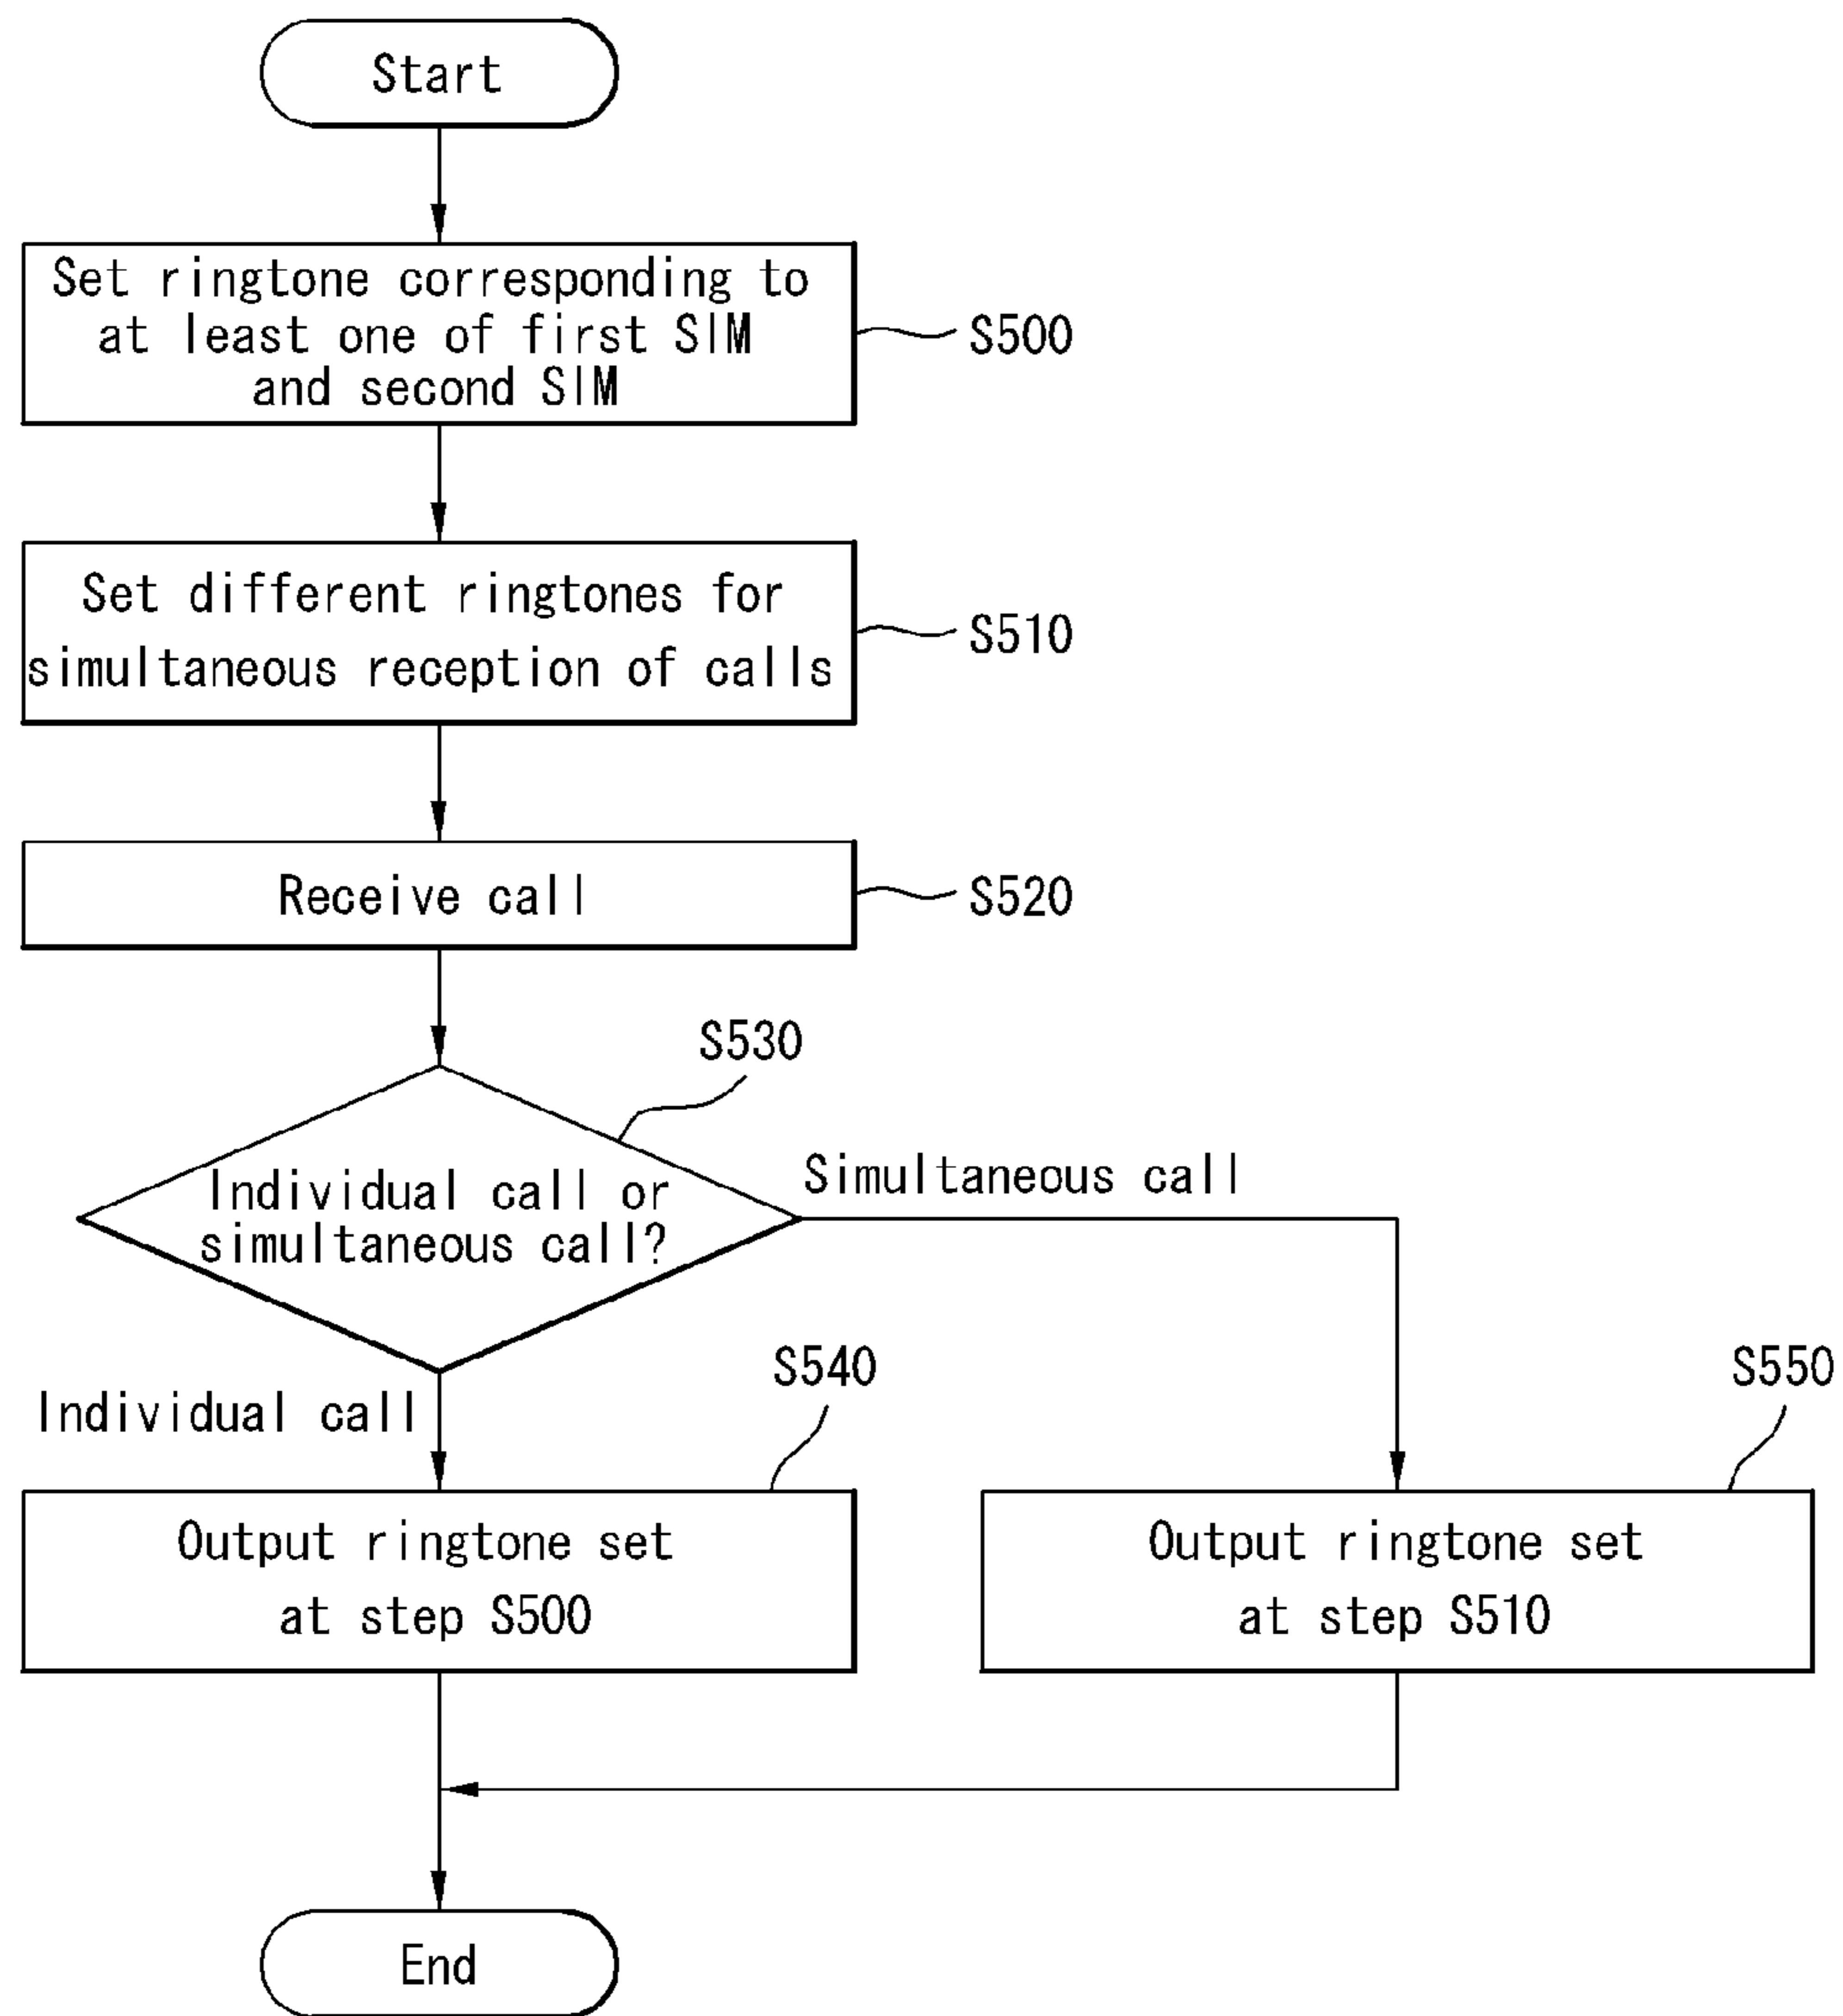 Start
Set ringtone corresponding to
at least one of first SIM
and second SIM
S500
Set different ringtones for
simultaneous reception of calls
S510
Receive call
S520
S530
Individual call or
simultaneous call?
Simultaneous call
Individual call
S540
S550
Output ringtone set
at step S500
Output ringtone set
at step S510
End